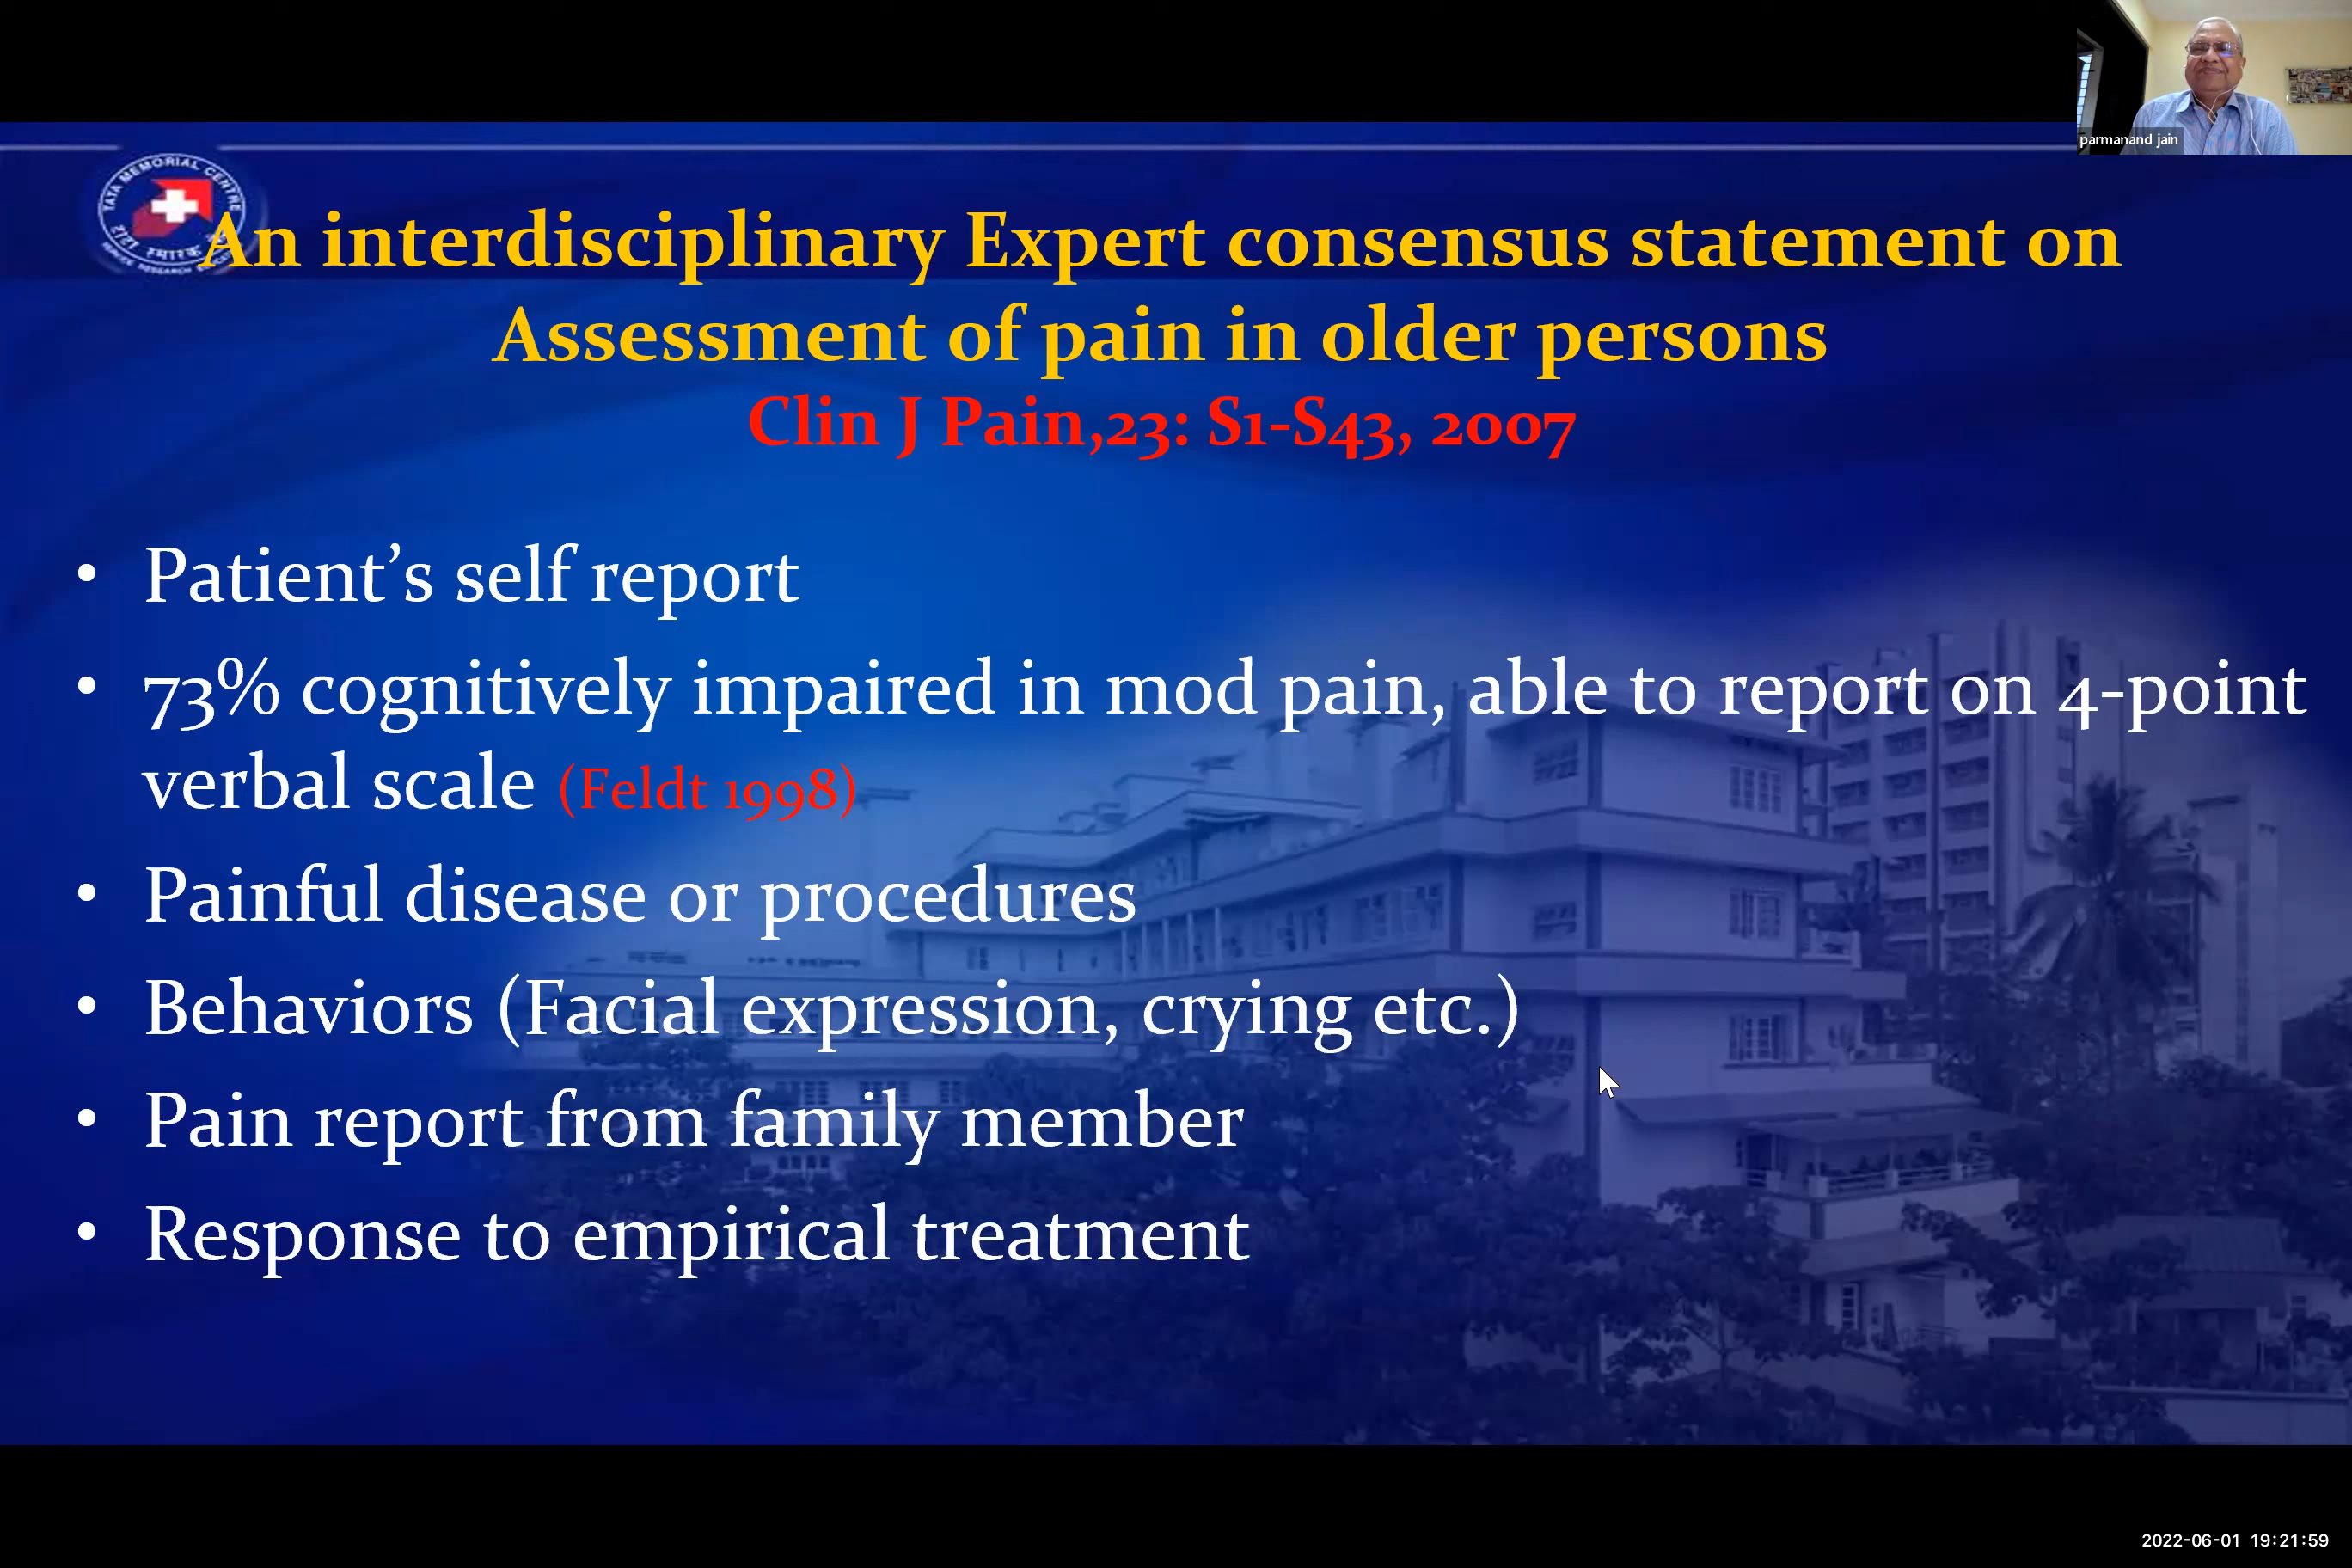 parmanand jain
TATA MEMORIAL CENTRE
An interdisciplinary Expert consensus statement on
Assessment of pain in older persons
Clin J Pain,23: S1-S43, 2007
• Patient’s self report
• 73% cognitively impaired in mod pain, able to report on 4-point
verbal scale (Feldt 1998)
• Painful disease or procedures
• Behaviors (Facial expression, crying etc.)
• Pain report from family member
• Response to empirical treatment
2022-06-01 19:21:59